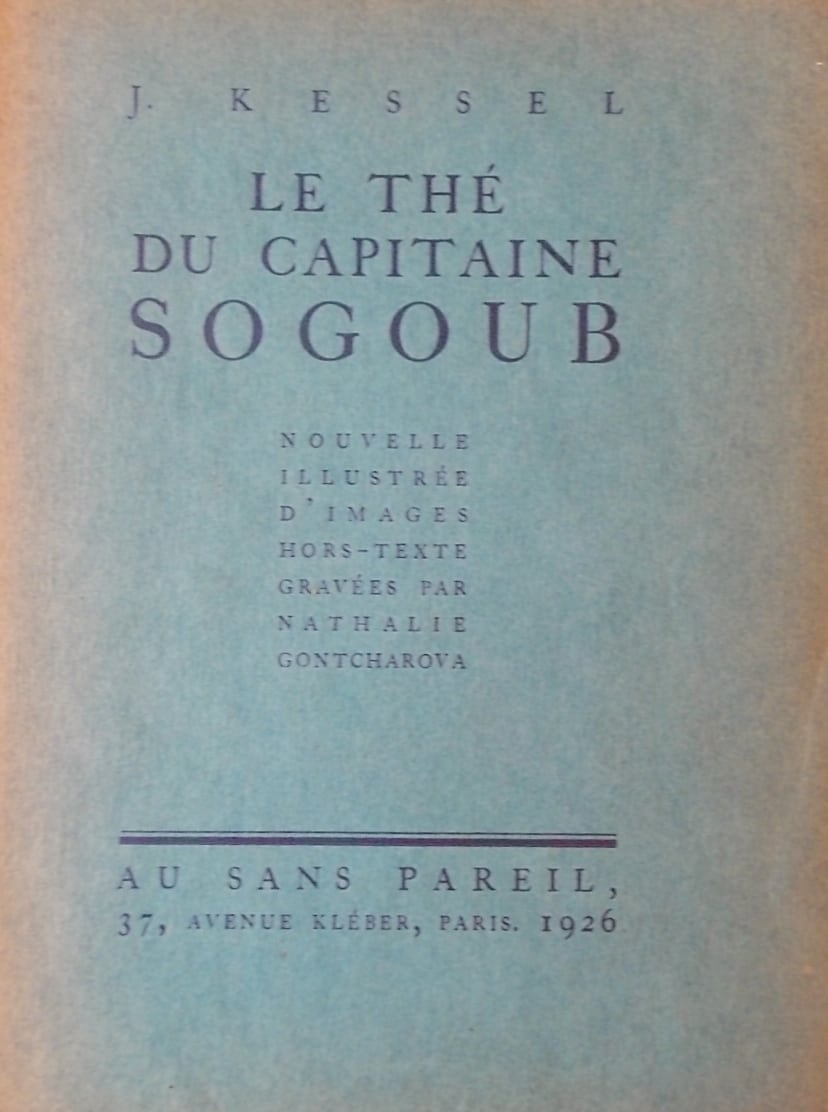 J. KESSEL
LE THÉ
DU CAPITAINE
SOGOUB
NOUVELLE
ILLUSTRÉE
D'IMAGES
HORS-TEXTE
GRAVÉES PAR
NATHALIE
GONTCHAROVA
AU SANS PAREIL,
37, AVENUE KLÉBER, PARIS. 1926